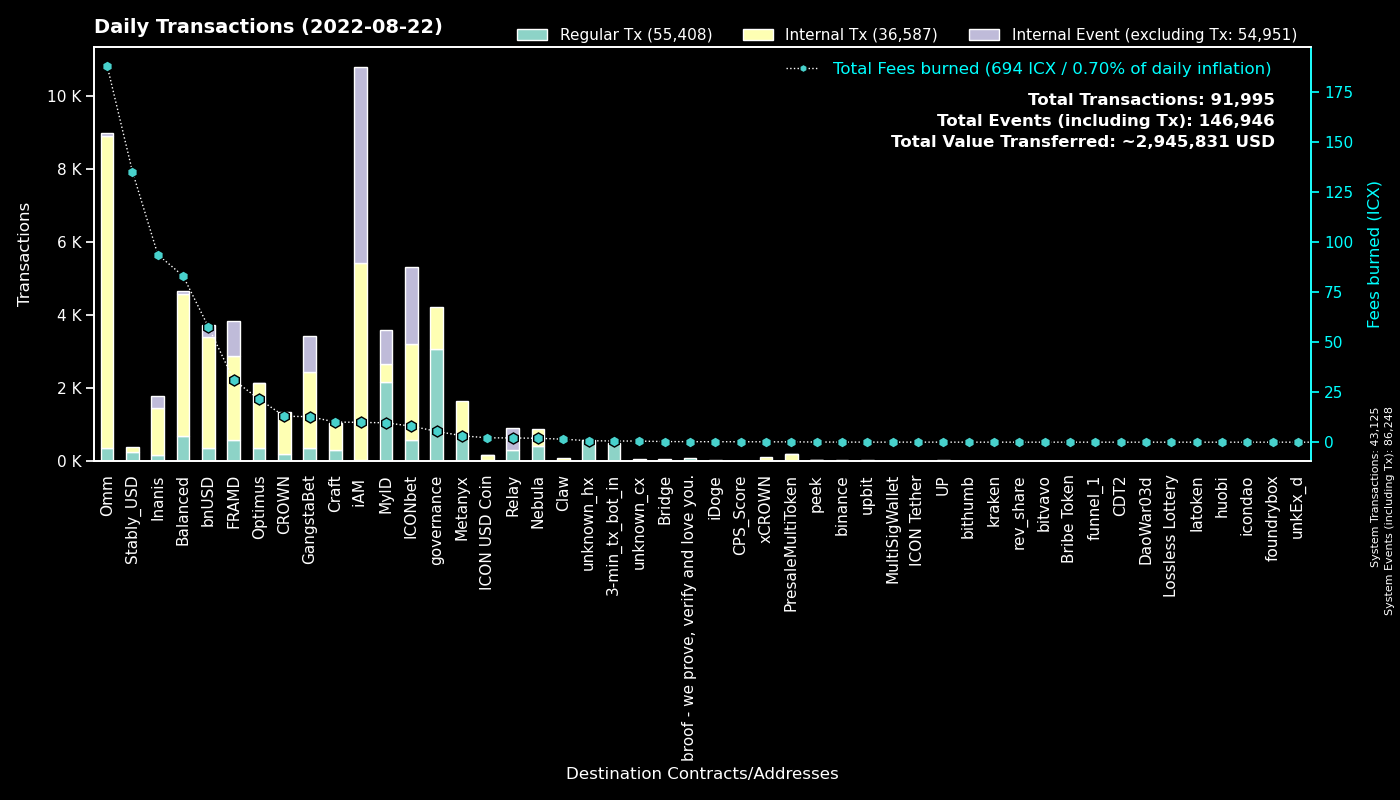 Daily Transactions (2022-08-22)
Regular Tx (55,408)
Internal Tx (36,587)
Internal Event (excluding Tx: 54,951)
Total Fees burned (694 ICX / 0.70% of daily inflation)
Total Transactions: 91,995
Total Events (including Tx): 146,946
Total Value Transferred: ~2,945,831 USD
Transactions
10 K
8 K
6 K
4 K
2 K
0 K
175
150
125
100
75
50
25
0
Fees burned (ICX)
System Transactions: 43,125
System Events (including Tx): 86,248
Omm
Stably_USD
Inanis
Balanced
bnUSD
FRAMD
Optimus
CROWN
GangstaBet
Craft
iAM
MyID
ICONbet
governance
Metanyx
ICON USD Coin
Relay
Nebula
Claw
unknown_hx
3-min_tx_bot_in
unknown_cx
Bridge
broof - we prove, verify and love you.
iDoge
CPS_Score
xCROWN
PresaleMultiToken
peek
binance
upbit
MultiSigWallet
ICON Tether
UP
bithumb
kraken
rev_share
bitvavo
Bribe Token
funnel_1
CDT2
DaoWar03d
Lossless Lottery
latoken
huobi
icondao
foundrybox
unkEx_d
Destination Contracts/Addresses